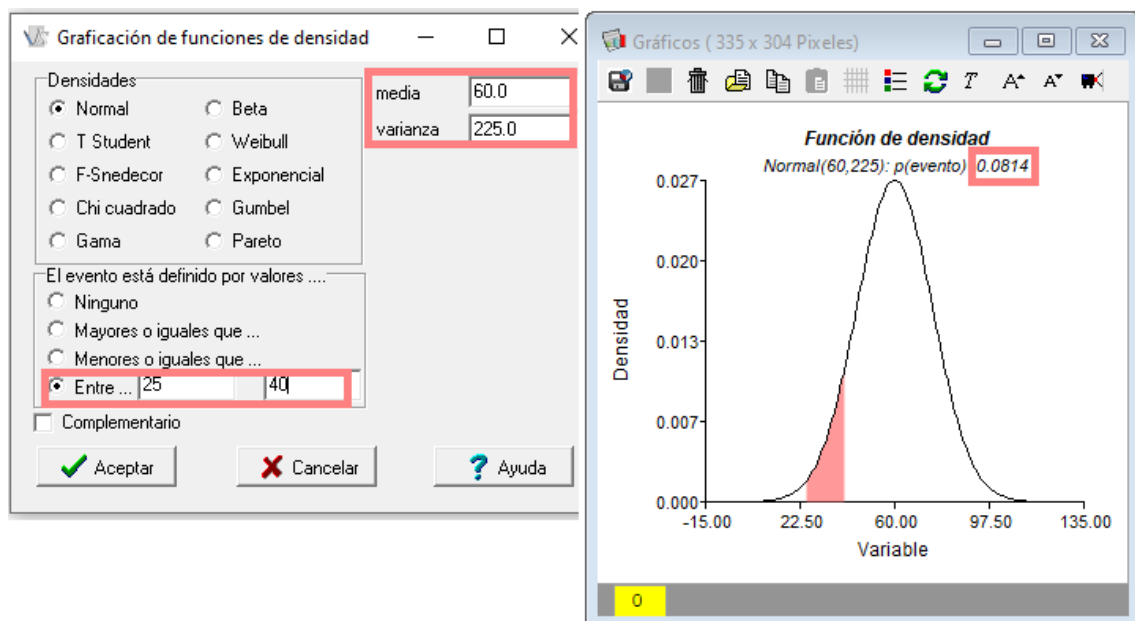 Graficación de funciones de densidad
Densidades
Normal
Beta
T Student
Weibull
F-Snedecor
Exponencial
Chi cuadrado
Gumbel
Gama
Pareto
media 60.0
varianza 225.0
El evento está definido por valores ....
Ninguno
Mayores o iguales que ...
Menores o iguales que ...
Entre ... 25 40
Complementario
Aceptar
Cancelar
Ayuda
Gráficos ( 335 x 304 Pixeles)
T A A
Función de densidad
Normal(60,225): p(evento) 0.0814
0.027
0.020
0.013
0.007
0.000
Densidad
-15.00 22.50 60.00 97.50 135.00
Variable
0